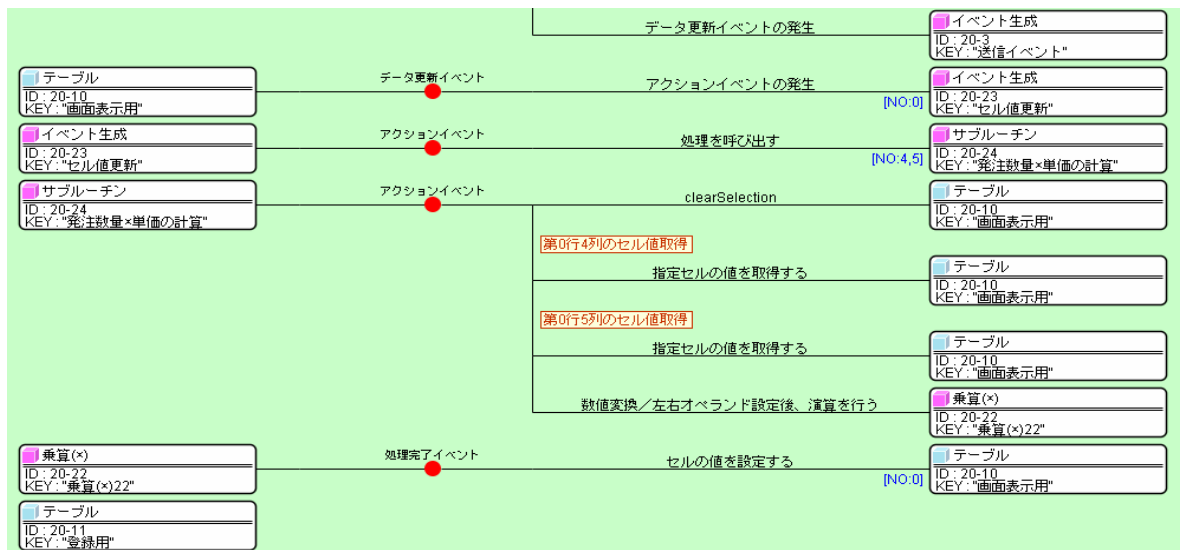 データ更新イベントの発生
イベント生成
ID : 20-3
KEY : "送信イベント"
テーブル
ID : 20-10
KEY : "画面表示用"
データ更新イベント
アクションイベントの発生
[NO:0]
イベント生成
ID : 20-23
KEY : "セル値更新"
イベント生成
ID : 20-23
KEY : "セル値更新"
アクションイベント
処理を呼び出す
[NO:4,5]
サブルーチン
ID : 20-24
KEY : "発注数量×単価の計算"
サブルーチン
ID : 20-24
KEY : "発注数量×単価の計算"
アクションイベント
clearSelection
テーブル
ID : 20-10
KEY : "画面表示用"
第0行4列のセル値取得
指定セルの値を取得する
テーブル
ID : 20-10
KEY : "画面表示用"
第0行5列のセル値取得
指定セルの値を取得する
テーブル
ID : 20-10
KEY : "画面表示用"
数値変換／左右オペランド設定後、演算を行う
乗算(×)
ID : 20-22
KEY : "乗算(×)22"
乗算(×)
ID : 20-22
KEY : "乗算(×)22"
処理完了イベント
セルの値を設定する
[NO:0]
テーブル
ID : 20-10
KEY : "画面表示用"
テーブル
ID : 20-11
KEY : "登録用"